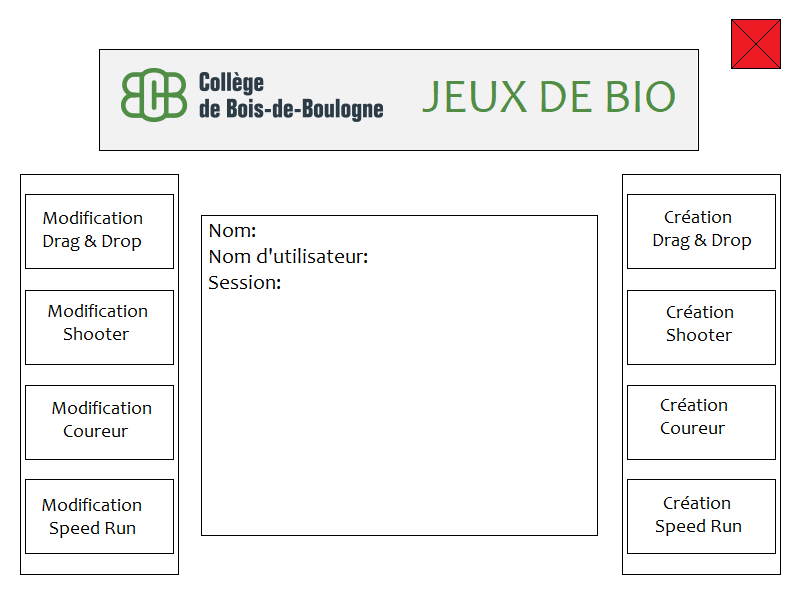 BCB
Collège
de Bois-de-Boulogne
JEUX DE BIO
Modification
Drag & Drop
Modification
Shooter
Modification
Coureur
Modification
Speed Run
Nom:
Nom d'utilisateur:
Session:
Création
Drag & Drop
Création
Shooter
Création
Coureur
Création
Speed Run